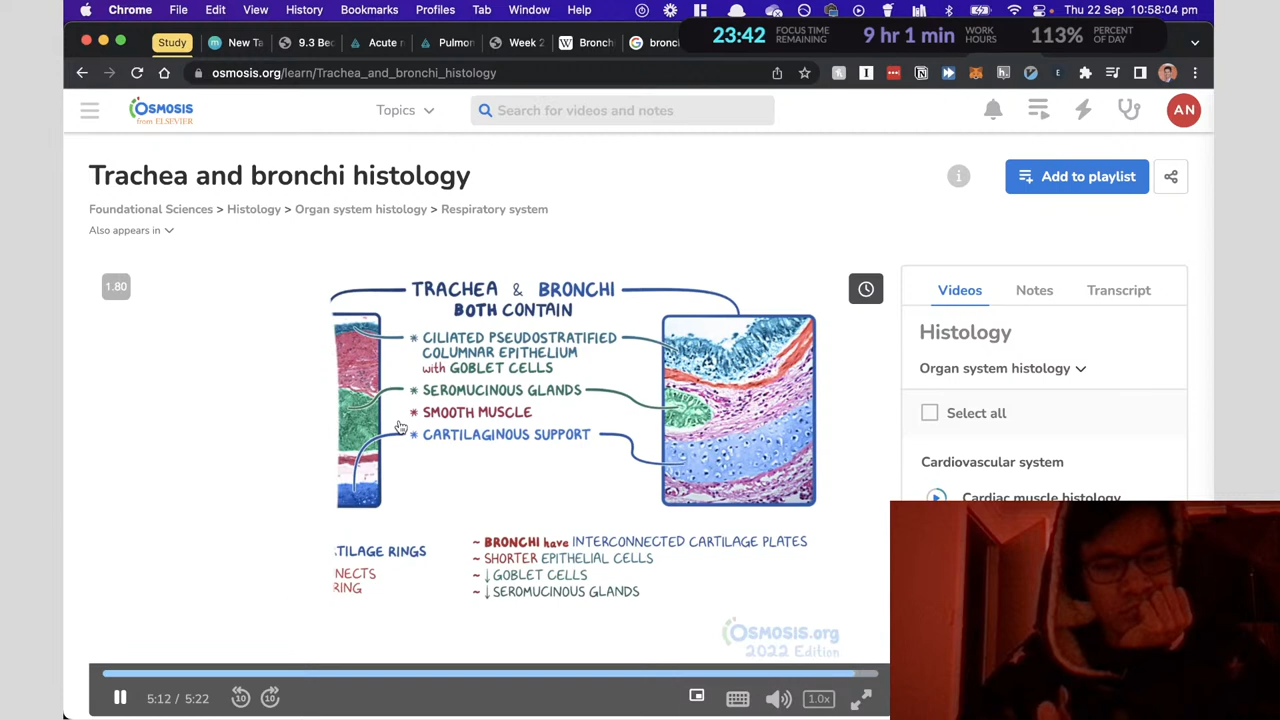 Chrome File Edit View History Bookmarks Profiles Tab Window Help Thu 22 Sep 10:58:04 pm
Study New Ta 9.3 Bec Acute r Pulmon Week 2 W Bronch G bronc 23:42 FOCUS TIME REMAINING 9 hr 1 min WORK HOURS 113% PERCENT OF DAY
osmosis.org/learn/Trachea_and_bronchi_histology
OSMOSIS
from ELSEVIER
Topics
Search for videos and notes
AN
Trachea and bronchi histology
Add to playlist
Foundational Sciences > Histology > Organ system histology > Respiratory system
Also appears in
1.80
TRACHEA & BRONCHI
BOTH CONTAIN
* CILIATED PSEUDOSTRATIFIED
COLUMNAR EPITHELIUM
with GOBLET CELLS
* SEROMUCINOUS GLANDS
* SMOOTH MUSCLE
* CARTILAGINOUS SUPPORT
TILAGE RINGS
NECTS
RING
~ BRONCHI have INTERCONNECTED CARTILAGE PLATES
~ SHORTER EPITHELIAL CELLS
~ ↓ GOBLET CELLS
~ ↓ SEROMUCINOUS GLANDS
OSMOSIS.org
2022 Edition
5:12 / 5:22
10
10
1.0x
Videos Notes Transcript
Histology
Organ system histology
Select all
Cardiovascular system
Cardiac muscle histology